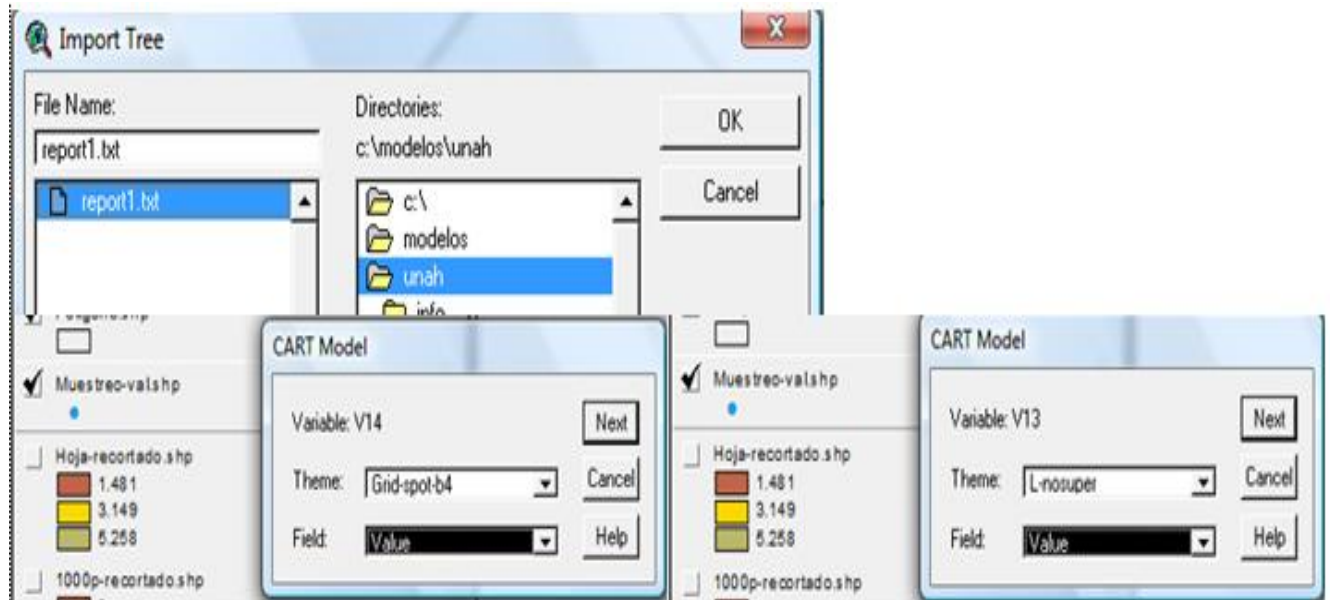 Import Tree
File Name:
Directories:
OK
report1.txt
c:\modelos\unah
report1.txt
c:\
Cancel
modelos
unah
info
CART Model
Muestreo-val.shp
Variable: V14
Next
Hoja-recortado.shp
1.481
Theme: Grid-spot-b4
Cancel
3.149
5.258
Field: Value
Help
1000p-recortado.shp
CART Model
Muestreo-val.shp
Variable: V13
Next
Hoja-recortado.shp
1.481
Theme: L-nosuper
Cancel
3.149
5.258
Field: Value
Help
1000p-recortado.shp